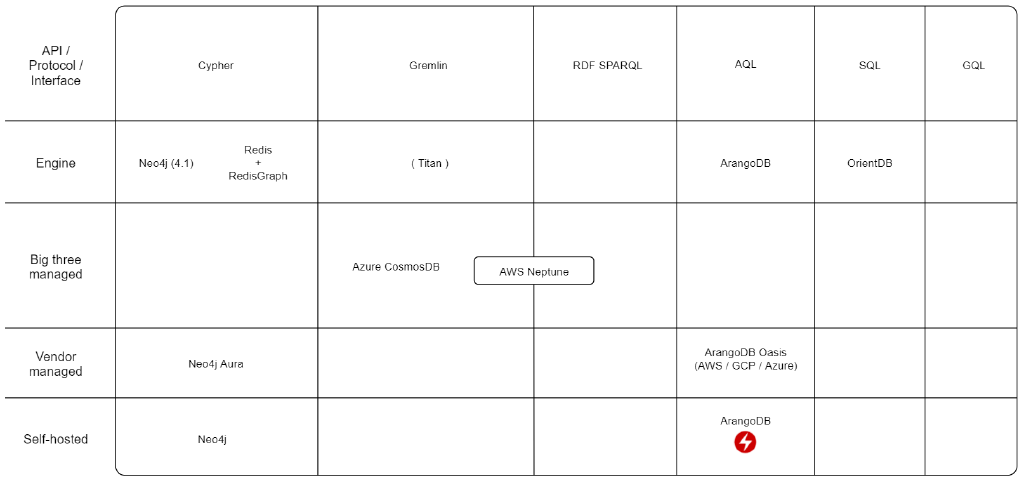 API /
Protocol /
Interface
Cypher
Gremlin
RDF SPARQL
AQL
SQL
GQL
Engine
Neo4j (4.1)
Redis
+
RedisGraph
( Titan )
ArangoDB
OrientDB
Big three
managed
Azure CosmosDB
AWS Neptune
Vendor
managed
Neo4j Aura
ArangoDB Oasis
(AWS / GCP / Azure)
Self-hosted
Neo4j
ArangoDB